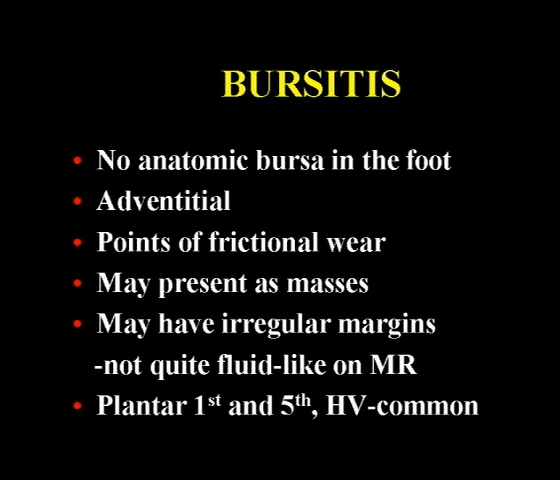 BURSITIS
• No anatomic bursa in the foot
• Adventitial
• Points of frictional wear
• May present as masses
• May have irregular margins
-not quite fluid-like on MR
• Plantar 1st and 5th, HV-common